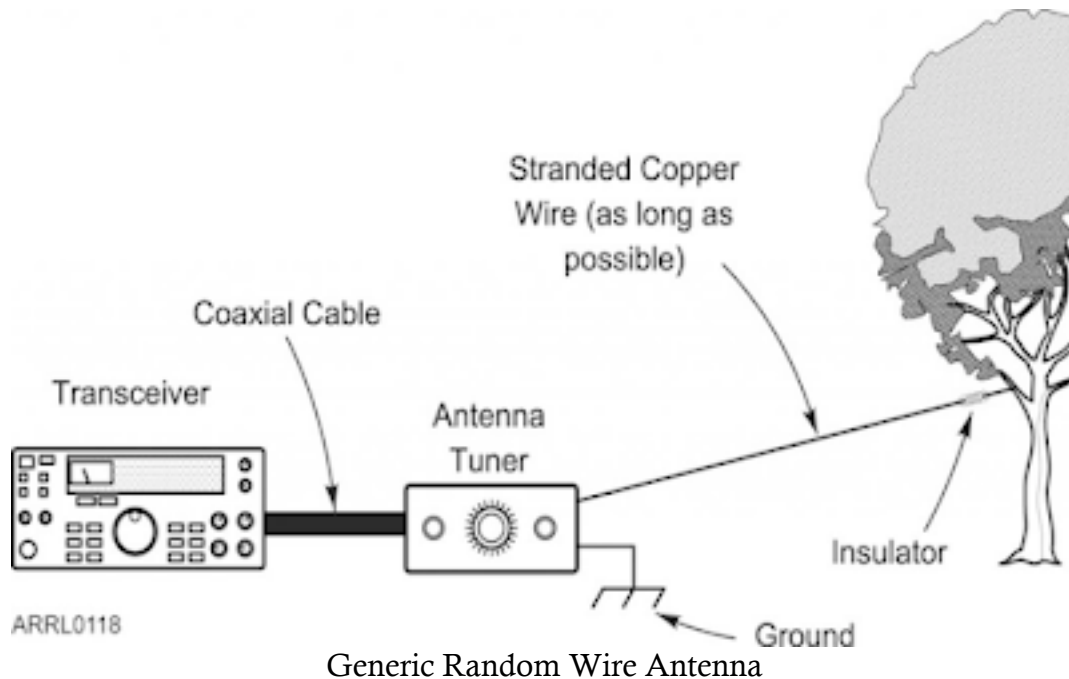 Stranded Copper
Wire (as long as
possible)
Coaxial Cable
Transceiver
Antenna
Tuner
Insulator
ARRL0118
Ground
Generic Random Wire Antenna